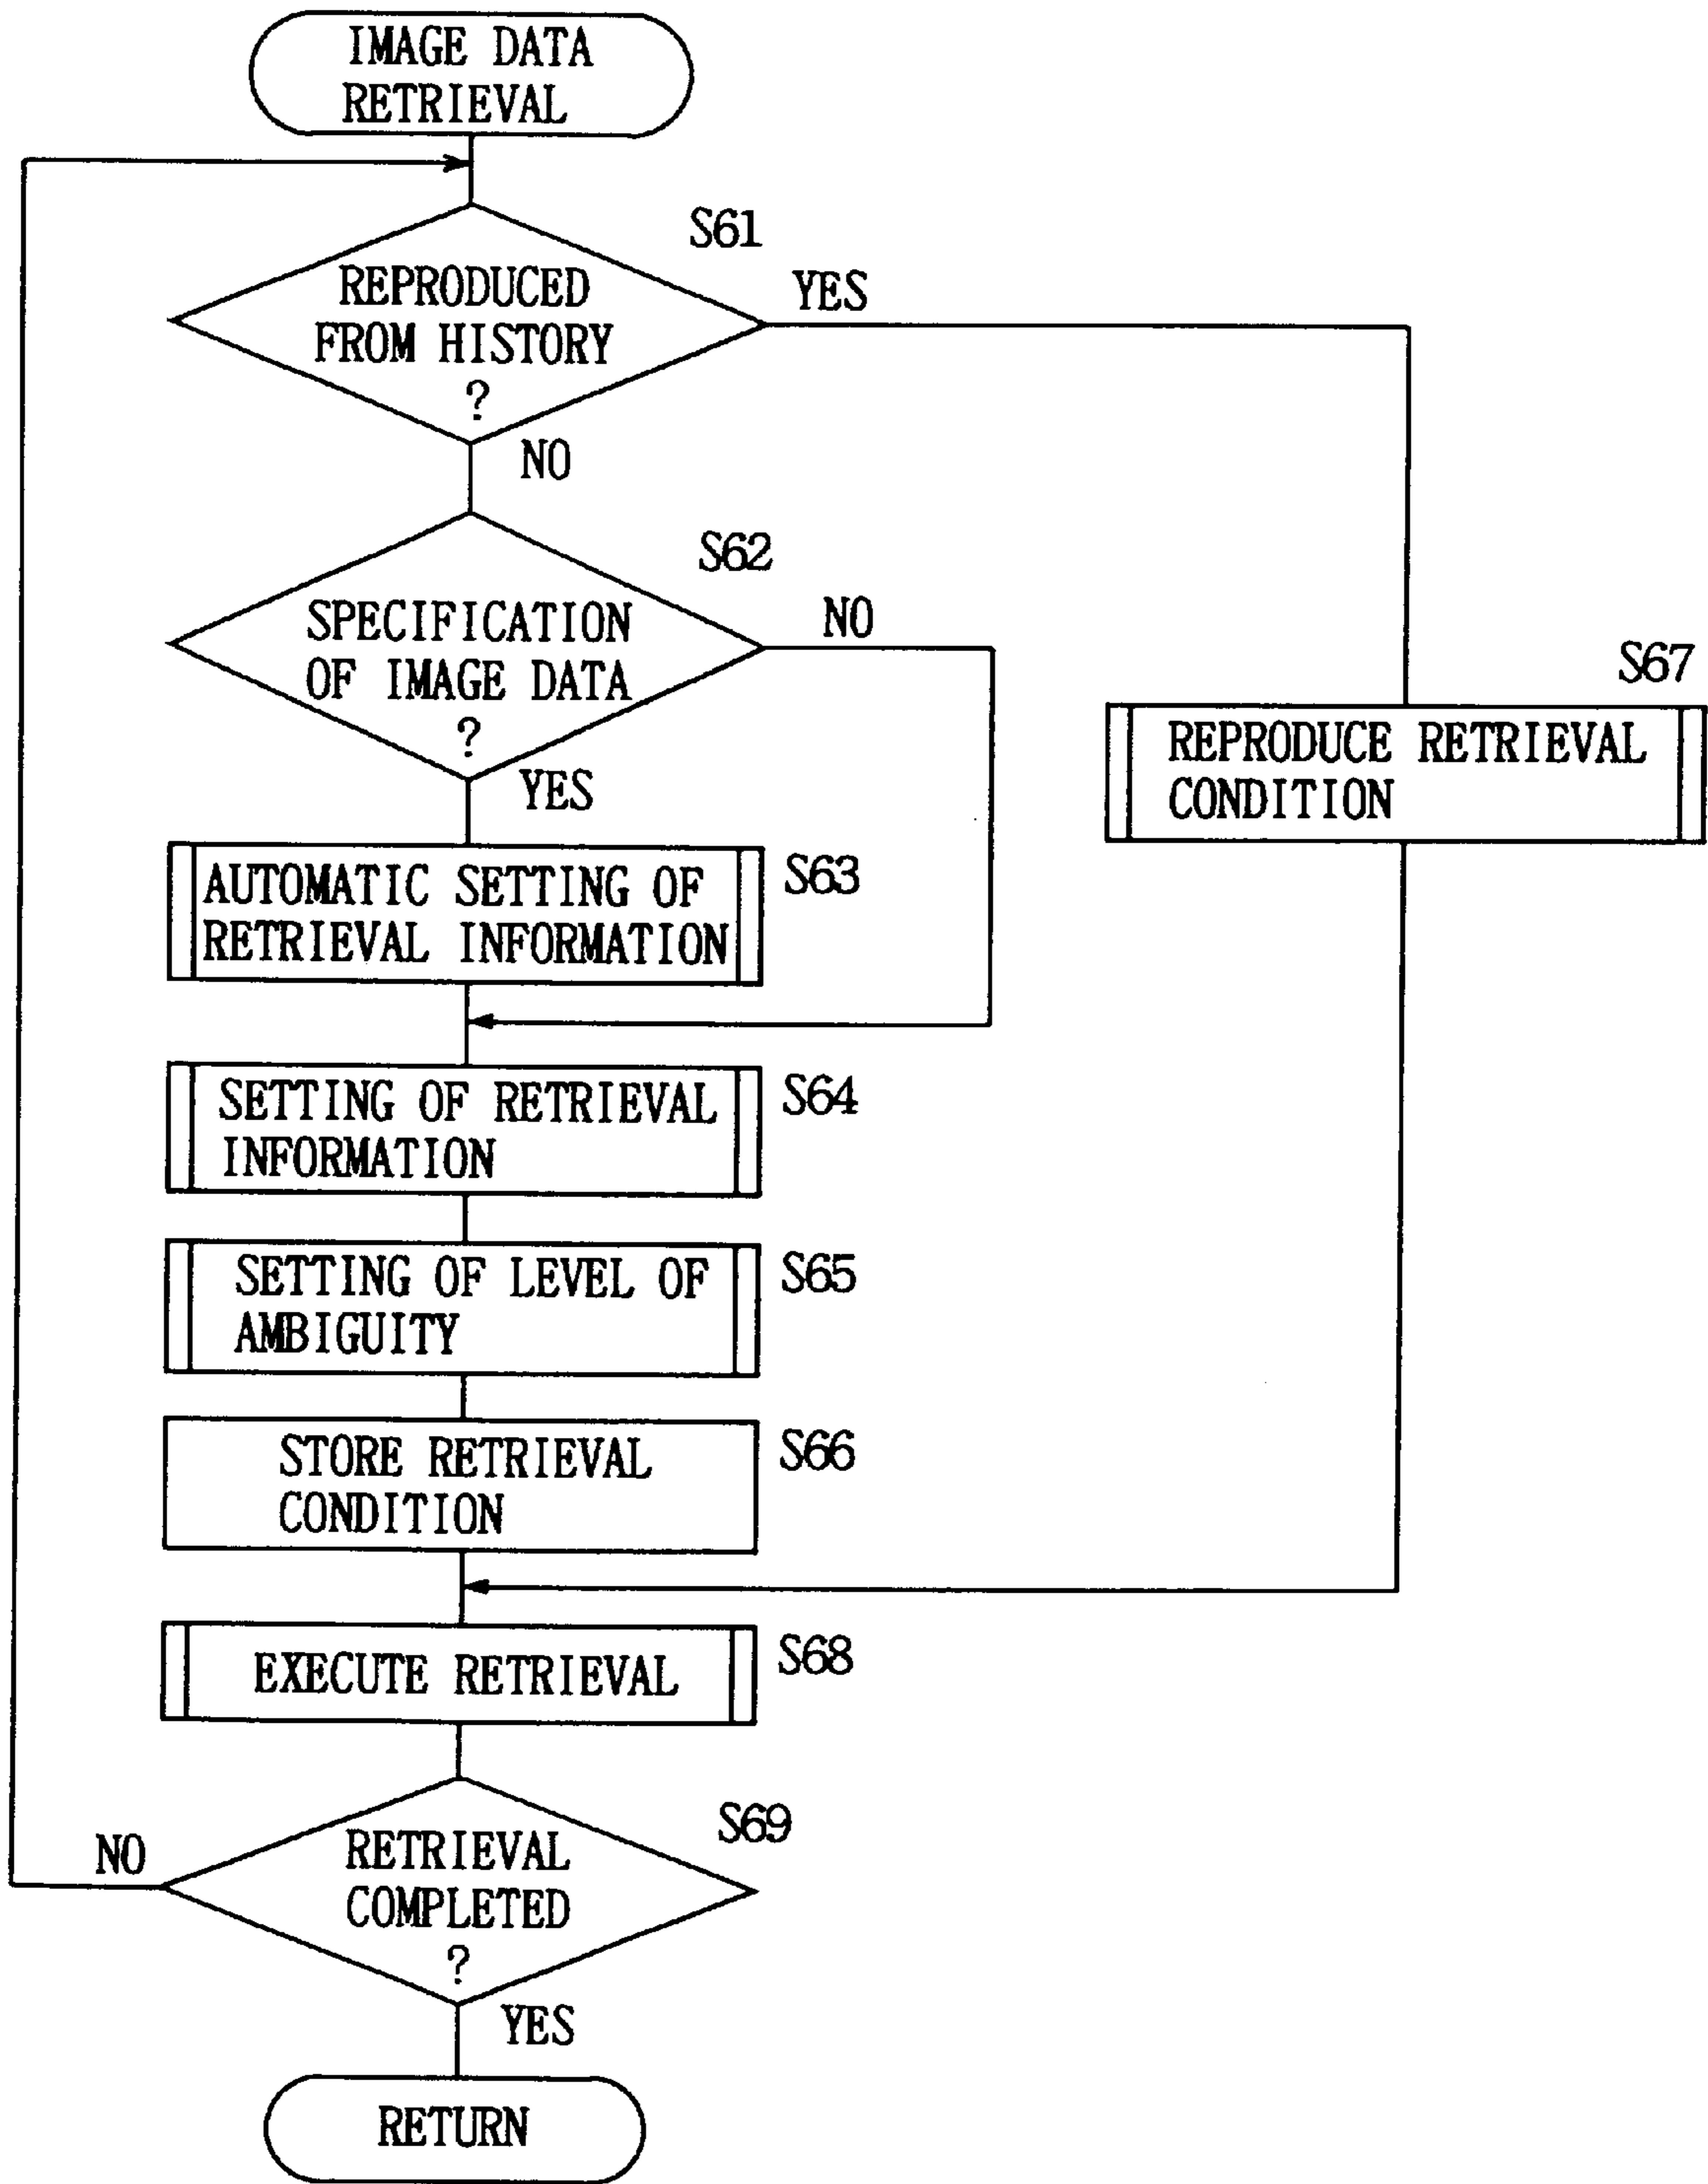 IMAGE DATA
RETRIEVAL
S61
REPRODUCED
FROM HISTORY
?
YES
NO
S62
SPECIFICATION
OF IMAGE DATA
?
NO
YES
S67
REPRODUCE RETRIEVAL
CONDITION
AUTOMATIC SETTING OF
RETRIEVAL INFORMATION
S63
SETTING OF RETRIEVAL
INFORMATION
S64
SETTING OF LEVEL OF
AMBIGUITY
S65
STORE RETRIEVAL
CONDITION
S66
EXECUTE RETRIEVAL
S68
S69
RETRIEVAL
COMPLETED
?
NO
YES
RETURN